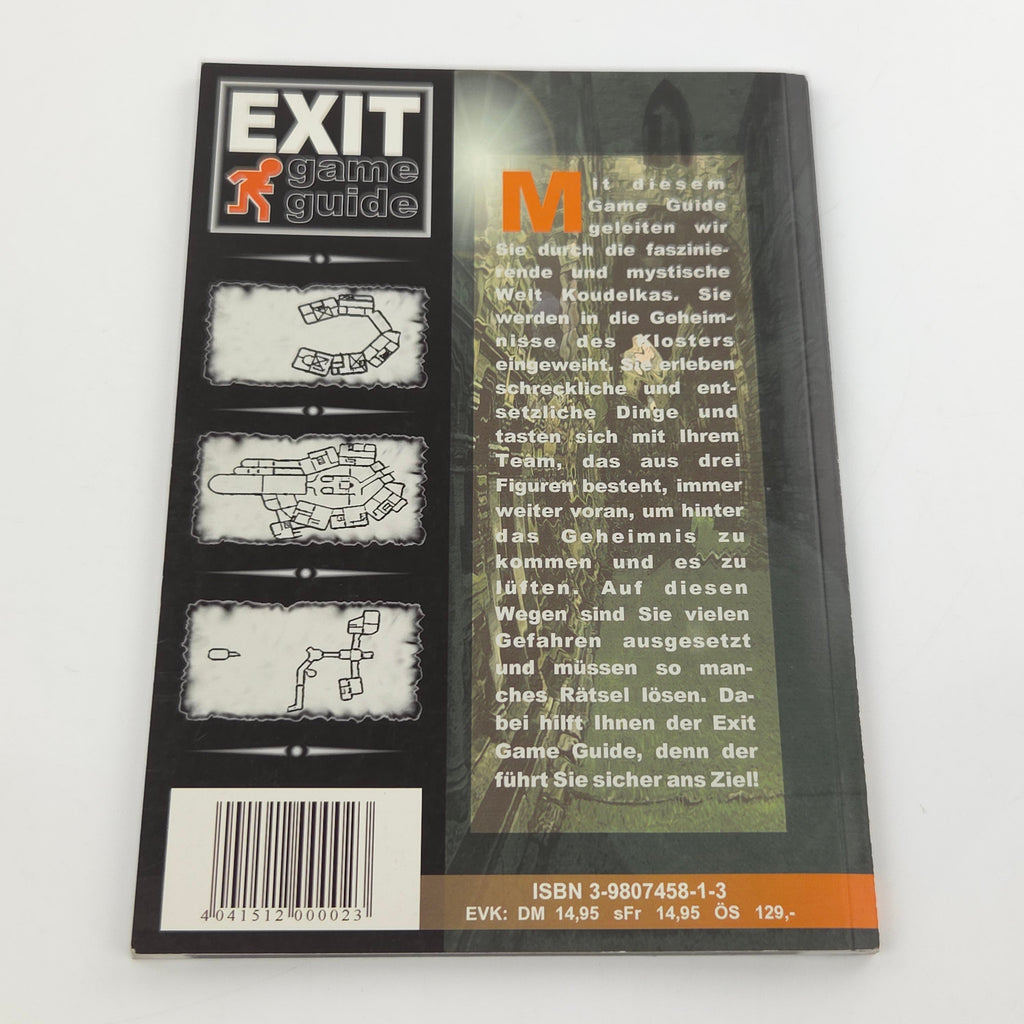 EXIT
game
guide
Mit diesem
Game Guide
geleiten wir
Sie durch die faszinie-
rende und mystische
Welt Koudelkas. Sie
werden in die Geheim-
nisse des Klosters
eingeweiht. Sie erleben
schreckliche und ent-
setzliche Dinge und
tasten sich mit Ihrem
Team, das aus drei
Figuren besteht, immer
weiter voran, um hinter
das Geheimnis zu
kommen und es zu
lüften. Auf diesen
Wegen sind Sie vielen
Gefahren ausgesetzt
und müssen so man-
ches Rätsel lösen. Da-
bei hilft Ihnen der Exit
Game Guide, denn der
führt Sie sicher ans Ziel!
4 041512 000023
ISBN 3-9807458-1-3
EVK: DM 14,95 sFr 14,95 ÖS 129,-